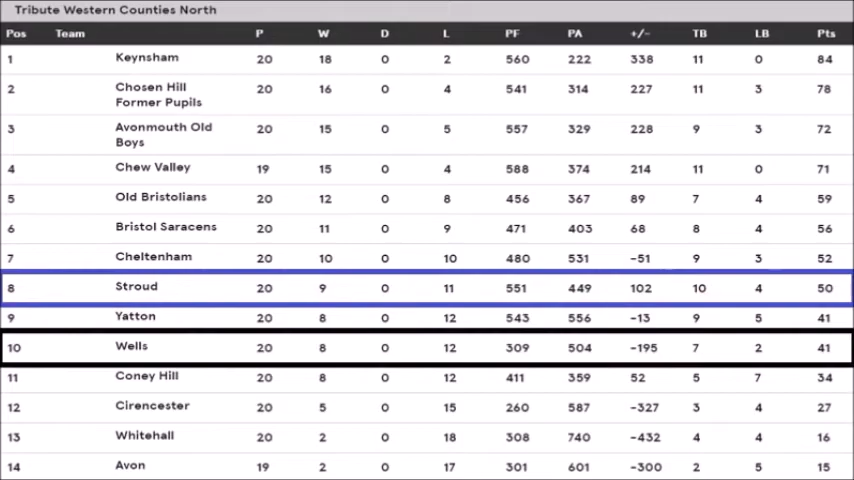 Tribute Western Counties North
Pos Team P W D L PF PA +/- TB LB Pts
1 Keynsham 20 18 0 2 560 222 338 11 0 84
2 Chosen Hill Former Pupils 20 16 0 4 541 314 227 11 3 78
3 Avonmouth Old Boys 20 15 0 5 557 329 228 9 3 72
4 Chew Valley 19 15 0 4 588 374 214 11 0 71
5 Old Bristolians 20 12 0 8 456 367 89 7 4 59
6 Bristol Saracens 20 11 0 9 471 403 68 8 4 56
7 Cheltenham 20 10 0 10 480 531 -51 9 3 52
8 Stroud 20 9 0 11 551 449 102 10 4 50
9 Yatton 20 8 0 12 543 556 -13 9 5 41
10 Wells 20 8 0 12 309 504 -195 7 2 41
11 Coney Hill 20 8 0 12 411 359 52 5 7 34
12 Cirencester 20 5 0 15 260 587 -327 3 4 27
13 Whitehall 20 2 0 18 308 740 -432 4 4 16
14 Avon 19 2 0 17 301 601 -300 2 5 15